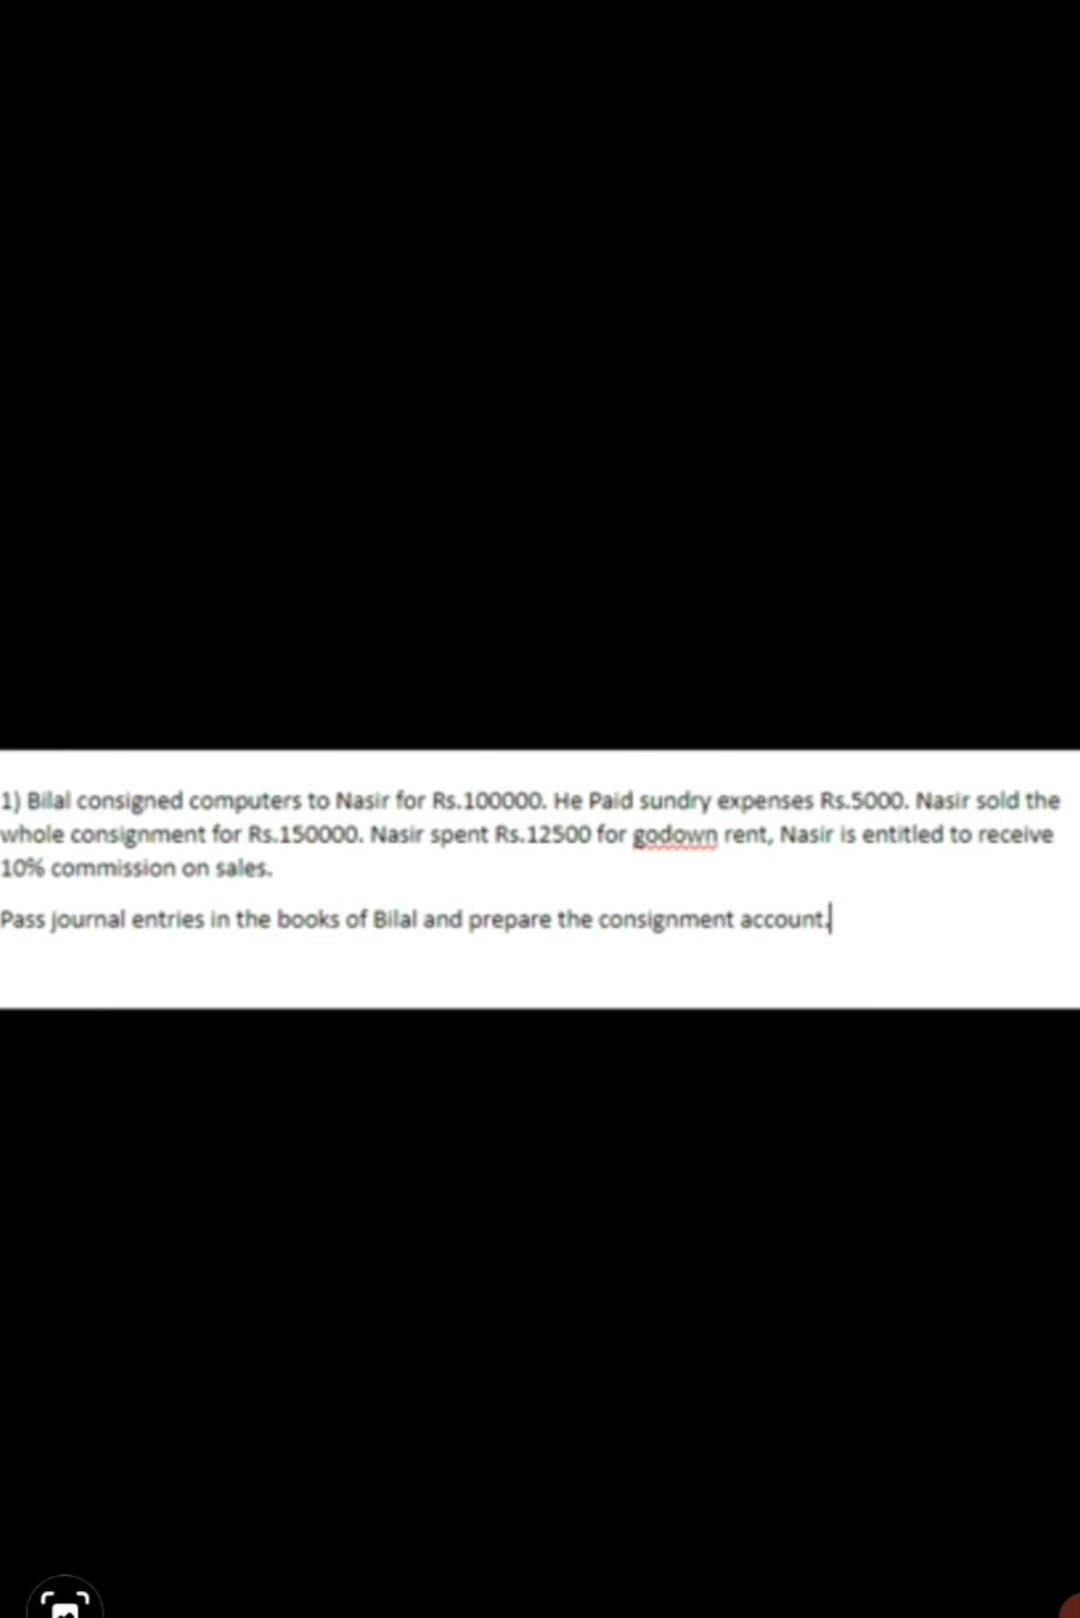 1) Bilal consigned computers to Nasir for Rs.100000. He Paid sundry expenses Rs.5000. Nasir sold the
whole consignment for Rs.150000. Nasir spent Rs.12500 for godown rent, Nasir is entitled to receive
10% commission on sales.
Pass journal entries in the books of Bilal and prepare the consignment account.